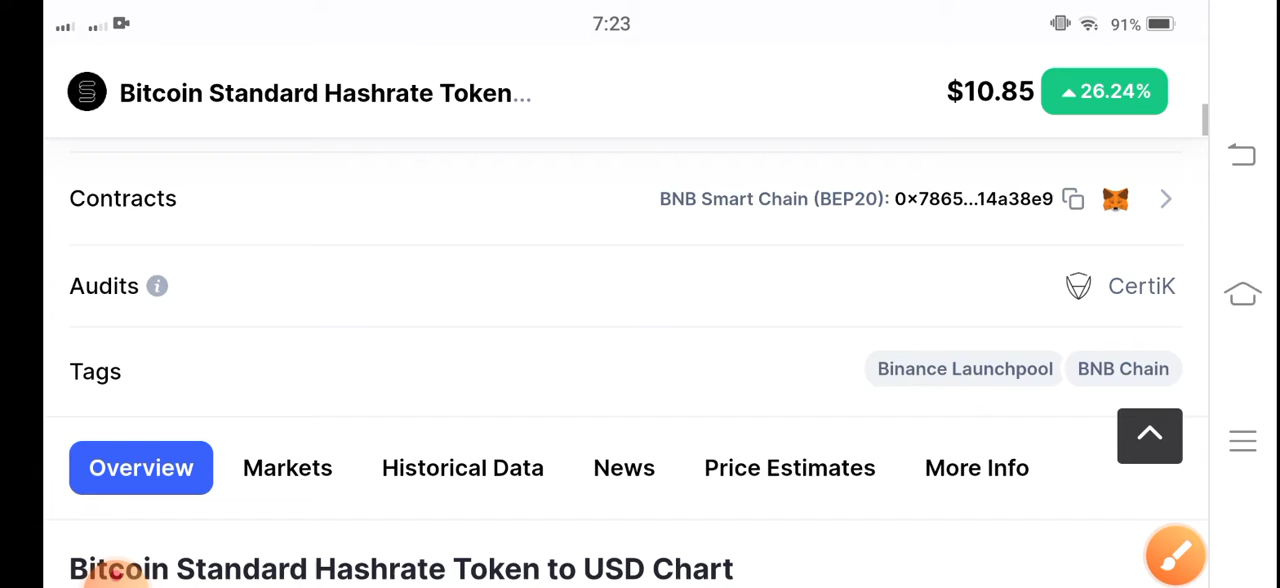 7:23
91%
Bitcoin Standard Hashrate Token... $10.85 ▲ 26.24%
Contracts BNB Smart Chain (BEP20): 0x7865...14a38e9
Audits i CertiK
Tags Binance Launchpool BNB Chain
Overview Markets Historical Data News Price Estimates More Info
Bitcoin Standard Hashrate Token to USD Chart